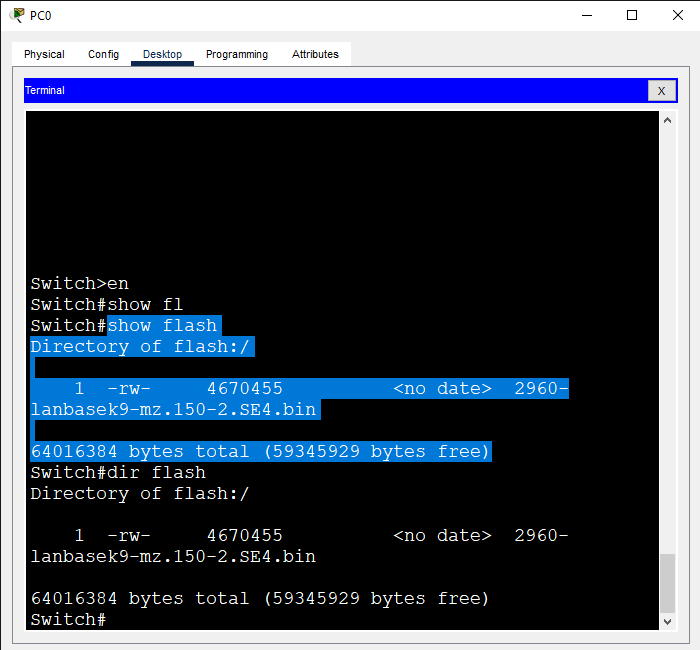 PC0
Physical Config Desktop Programming Attributes
Terminal X
Switch>en
Switch#show fl
Switch#show flash
Directory of flash:/
1 -rw- 4670455 <no date> 2960-
lanbasek9-mz.150-2.SE4.bin
64016384 bytes total (59345929 bytes free)
Switch#dir flash
Directory of flash:/
1 -rw- 4670455 <no date> 2960-
lanbasek9-mz.150-2.SE4.bin
64016384 bytes total (59345929 bytes free)
Switch#